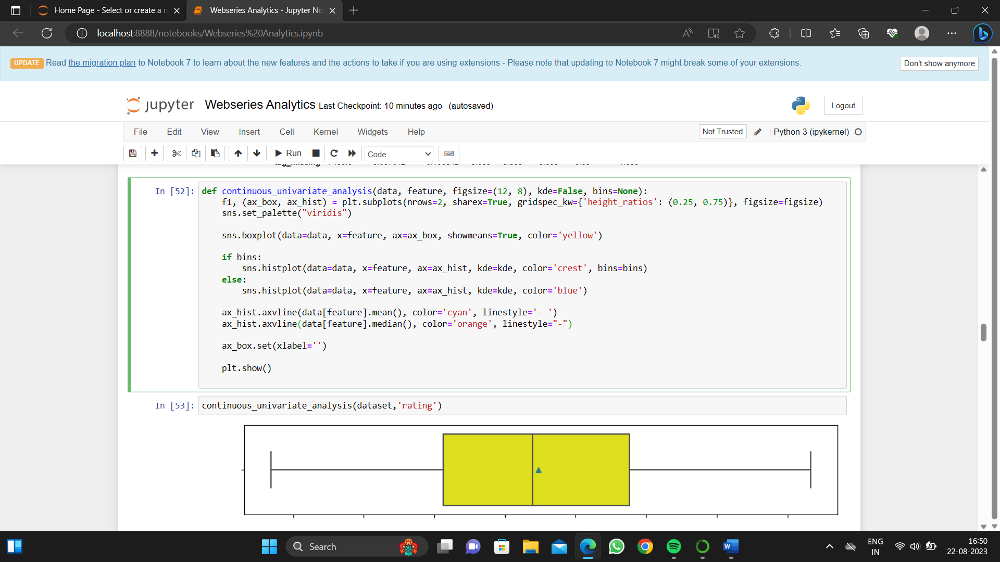 Home Page - Select or create a n
Webseries Analytics - Jupyter No
localhost:8888/notebooks/Webseries%20Analytics.ipynb
UPDATE Read the migration plan to Notebook 7 to learn about the new features and the actions to take if you are using extensions - Please note that updating to Notebook 7 might break some of your extensions.
Don't show anymore
jupyter Webseries Analytics Last Checkpoint: 10 minutes ago (autosaved)
Logout
File Edit View Insert Cell Kernel Widgets Help
Not Trusted
Python 3 (ipykernel)
Run
Code
In [52]:
def continuous_univariate_analysis(data, feature, figsize=(12, 8), kde=False, bins=None):
    f1, (ax_box, ax_hist) = plt.subplots(nrows=2, sharex=True, gridspec_kw={'height_ratios': (0.25, 0.75)}, figsize=figsize)
    sns.set_palette("viridis")
    sns.boxplot(data=data, x=feature, ax=ax_box, showmeans=True, color='yellow')
    if bins:
        sns.histplot(data=data, x=feature, ax=ax_hist, kde=kde, color='crest', bins=bins)
    else:
        sns.histplot(data=data, x=feature, ax=ax_hist, kde=kde, color='blue')
    ax_hist.axvline(data[feature].mean(), color='cyan', linestyle='--')
    ax_hist.axvline(data[feature].median(), color='orange', linestyle="-")
    ax_box.set(xlabel='')
    plt.show()
In [53]:
continuous_univariate_analysis(dataset,'rating')
Search
ENG
IN
16:50
22-08-2023